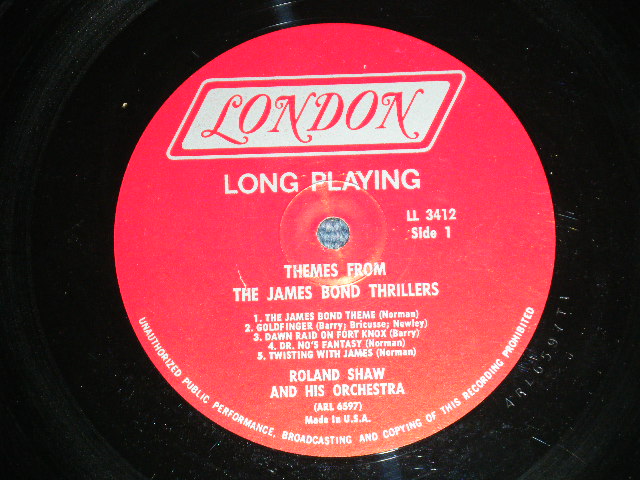 LONDON
LONG PLAYING
LL 3412
Side 1
THEMES FROM
THE JAMES BOND THRILLERS
1. THE JAMES BOND THEME (Norman)
2. GOLDFINGER (Barry; Bricusse; Newley)
3. DAWN RAID ON FORT KNOX (Barry)
4. DR. NO'S FANTASY (Norman)
5. TWISTING WITH JAMES (Norman)
ROLAND SHAW
AND HIS ORCHESTRA
(ARL 6597)
Made in U.S.A.
UNAUTHORIZED PUBLIC PERFORMANCE, BROADCASTING AND COPYING OF THIS RECORDING PROHIBITED